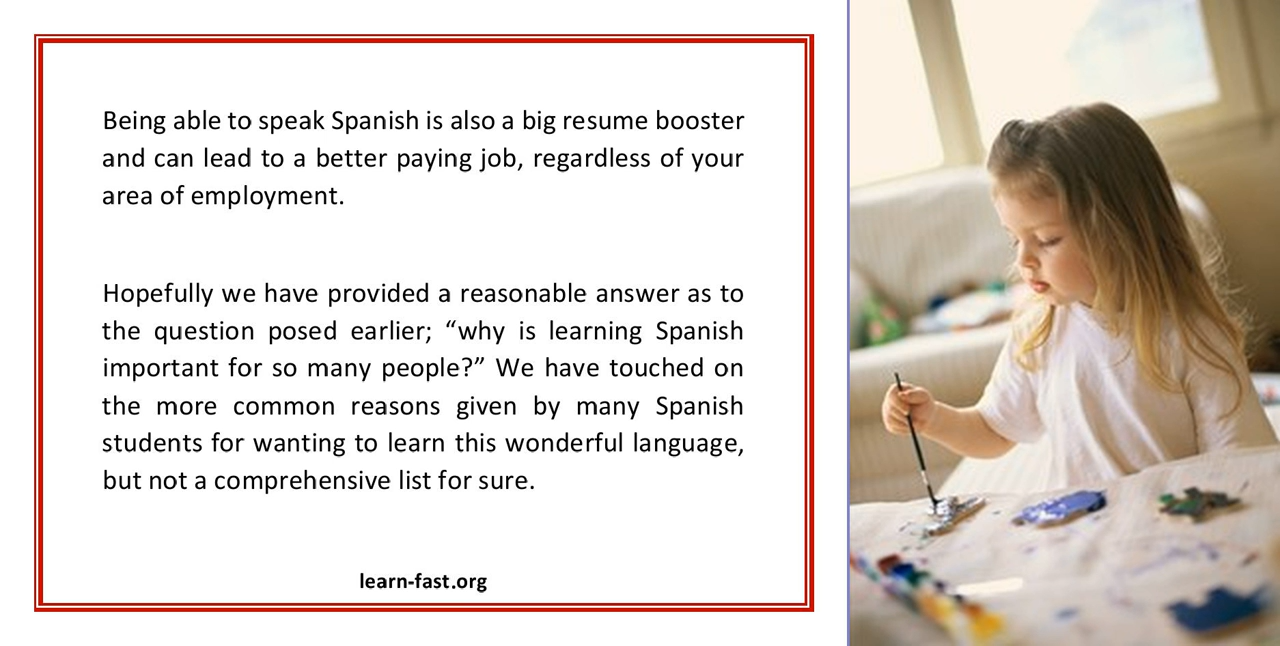 Being able to speak Spanish is also a big resume booster
and can lead to a better paying job, regardless of your
area of employment.
Hopefully we have provided a reasonable answer as to
the question posed earlier; “why is learning Spanish
important for so many people?” We have touched on
the more common reasons given by many Spanish
students for wanting to learn this wonderful language,
but not a comprehensive list for sure.
learn-fast.org